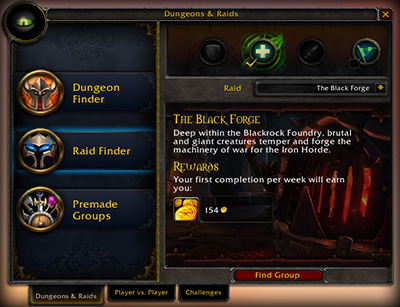 Dungeons & Raids
Dungeon
Finder
Raid Finder
Premade
Groups
Raid
The Black Forge
The Black Forge
Deep within the Blackrock Foundry, brutal
and giant creatures temper and forge the
machinery of war for the Iron Horde.
Rewards
Your first completion per week will earn
you:
154
Find Group
Dungeons & Raids
Player vs. Player
Challenges